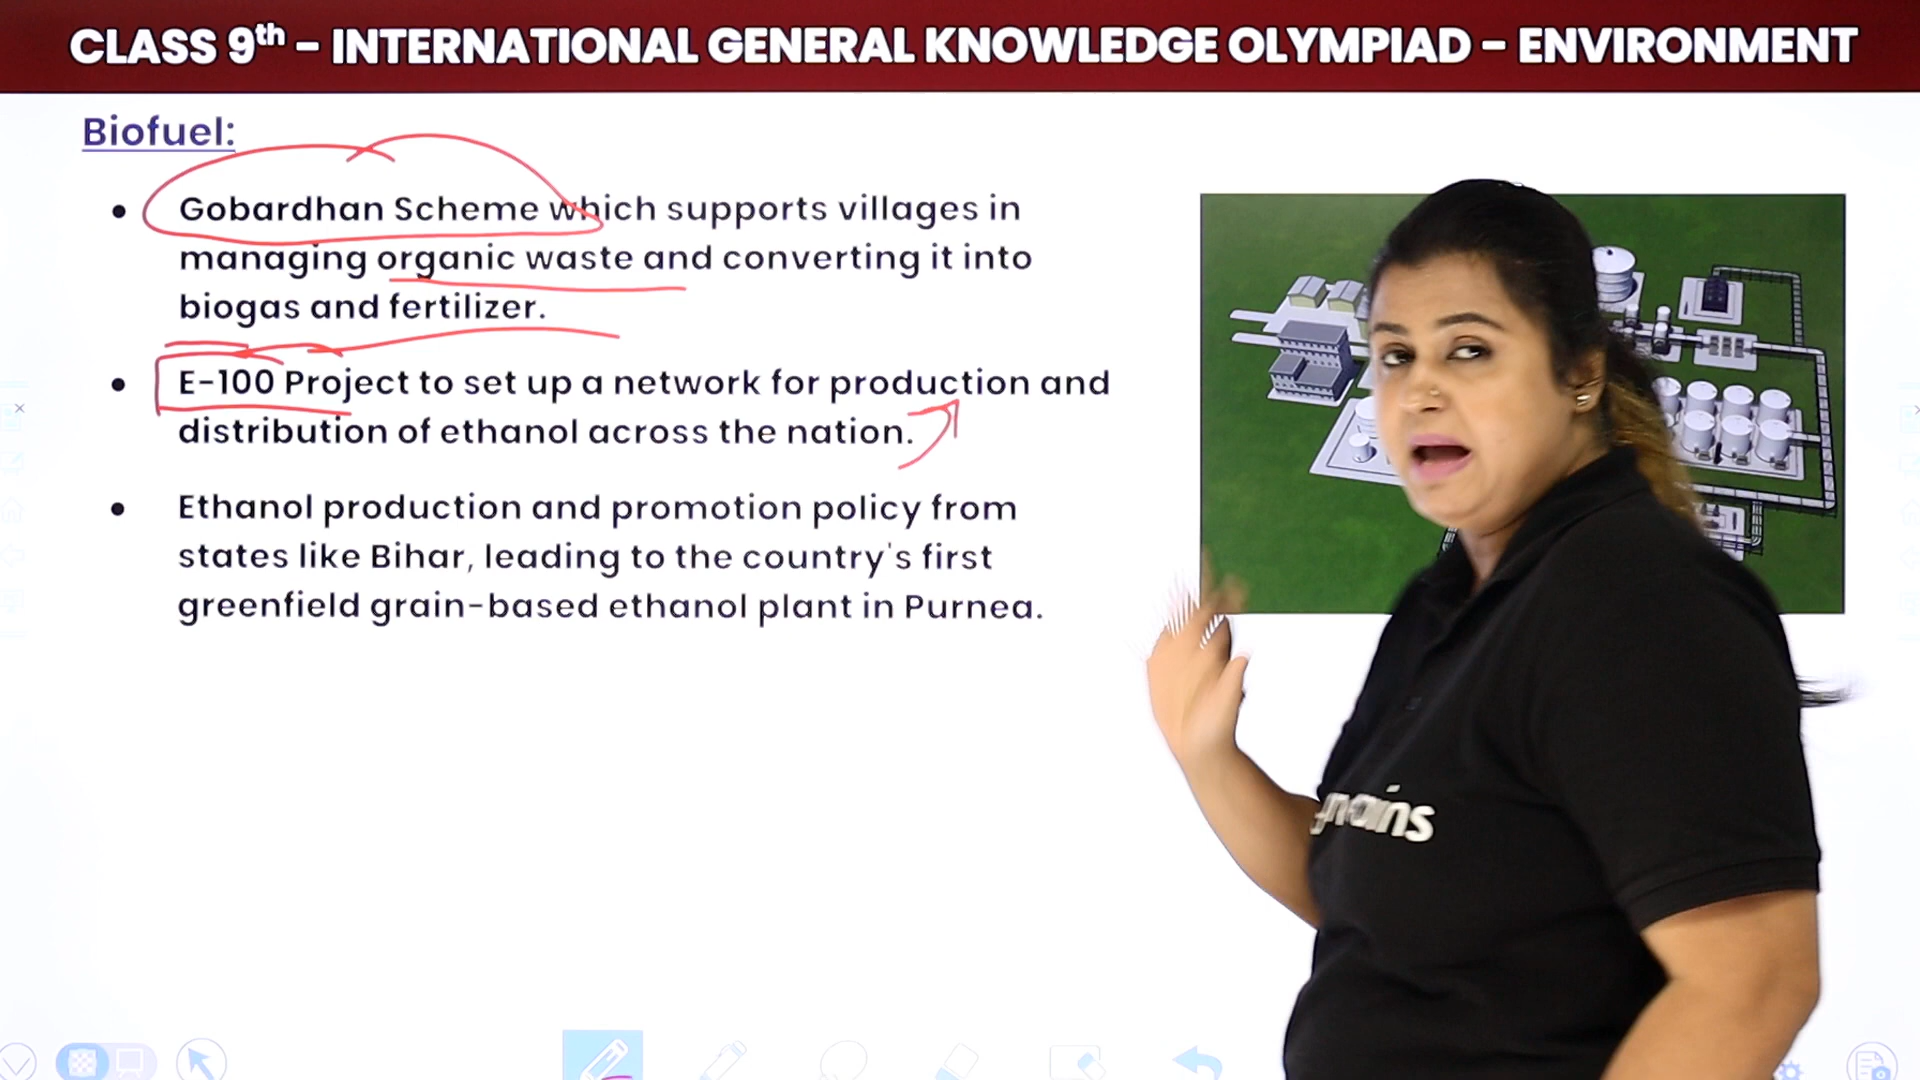 CLASS 9th – INTERNATIONAL GENERAL KNOWLEDGE OLYMPIAD – ENVIRONMENT
Biofuel:
• Gobardhan Scheme which supports villages in
managing organic waste and converting it into
biogas and fertilizer.
• E-100 Project to set up a network for production and
distribution of ethanol across the nation.
• Ethanol production and promotion policy from
states like Bihar, leading to the country's first
greenfield grain-based ethanol plant in Purnea.